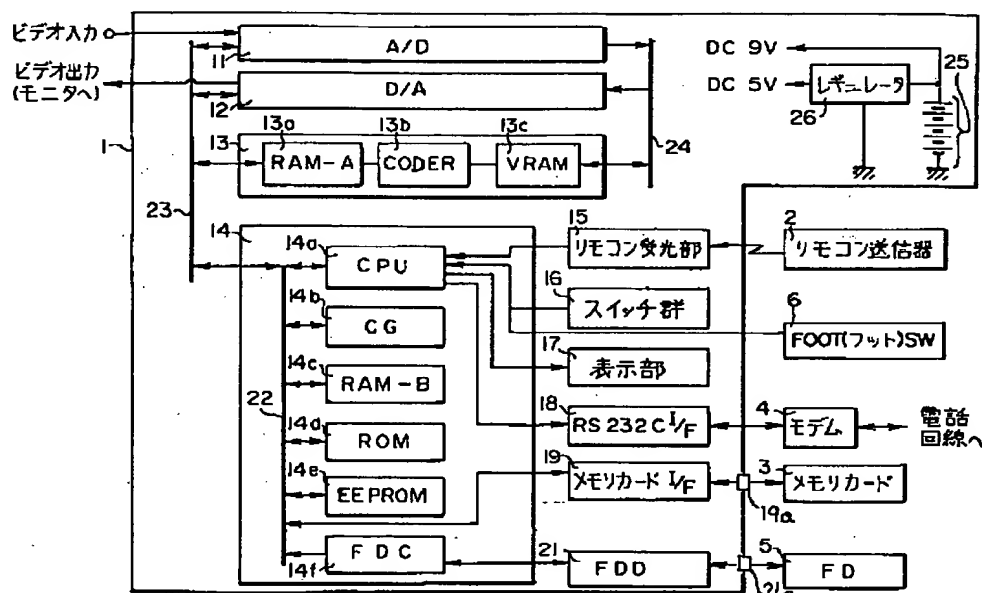 ビデオ入力
A/D
11
ビデオ出力
(モニタへ)
D/A
12
DC 9V
DC 5V
レギュレータ
26
25
1
13
13a
RAM-A
13b
CODER
13c
VRAM
24
23
14
14a
CPU
15
リモコン受光部
2
リモコン送信器
14b
CG
16
スイッチ群
6
FOOT(フット)SW
14c
RAM-B
17
表示部
22
14d
ROM
18
RS232C I/F
4
モデム
電話
回線へ
14e
EEPROM
19
メモリカード I/F
19a
3
メモリカード
14f
FDC
21
FDD
5
FD